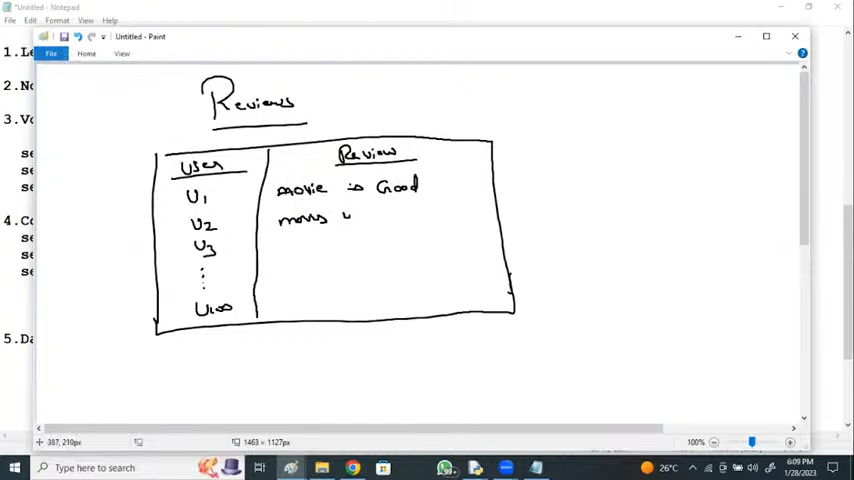 *Untitled - Notepad
File Edit Format View Help
Untitled - Paint
File Home View
1.Le
2.No
3.Vo
se
se
se
4.Co
se
se
se
5.Da
Reviews
User Review
U1 movie is Good
U2
U3
U100
387, 210px 1463 × 1127px 100%
Type here to search
99+
26°C
6:09 PM
1/28/2023